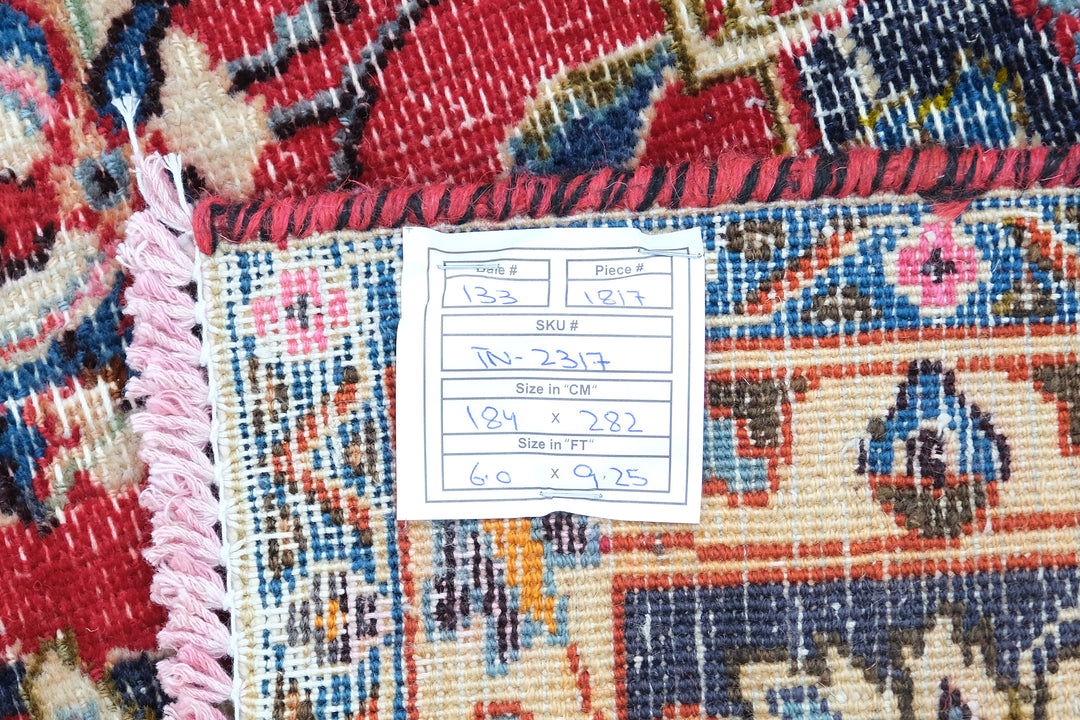 Bale # Piece #
133 1817
SKU #
TN-2317
Size in "CM"
184 x 282
Size in "FT"
6.0 x 9.25